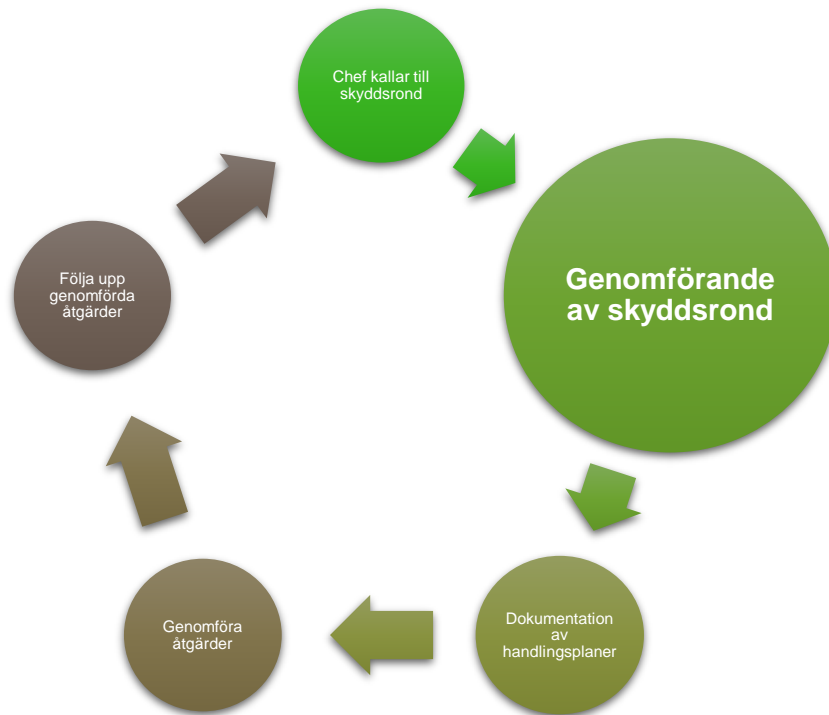 Chef kallar till
skyddsrond
Genomförande
av skyddsrond
Dokumentation
av
handlingsplaner
Genomföra
åtgärder
Följa upp
genomförda
åtgärder